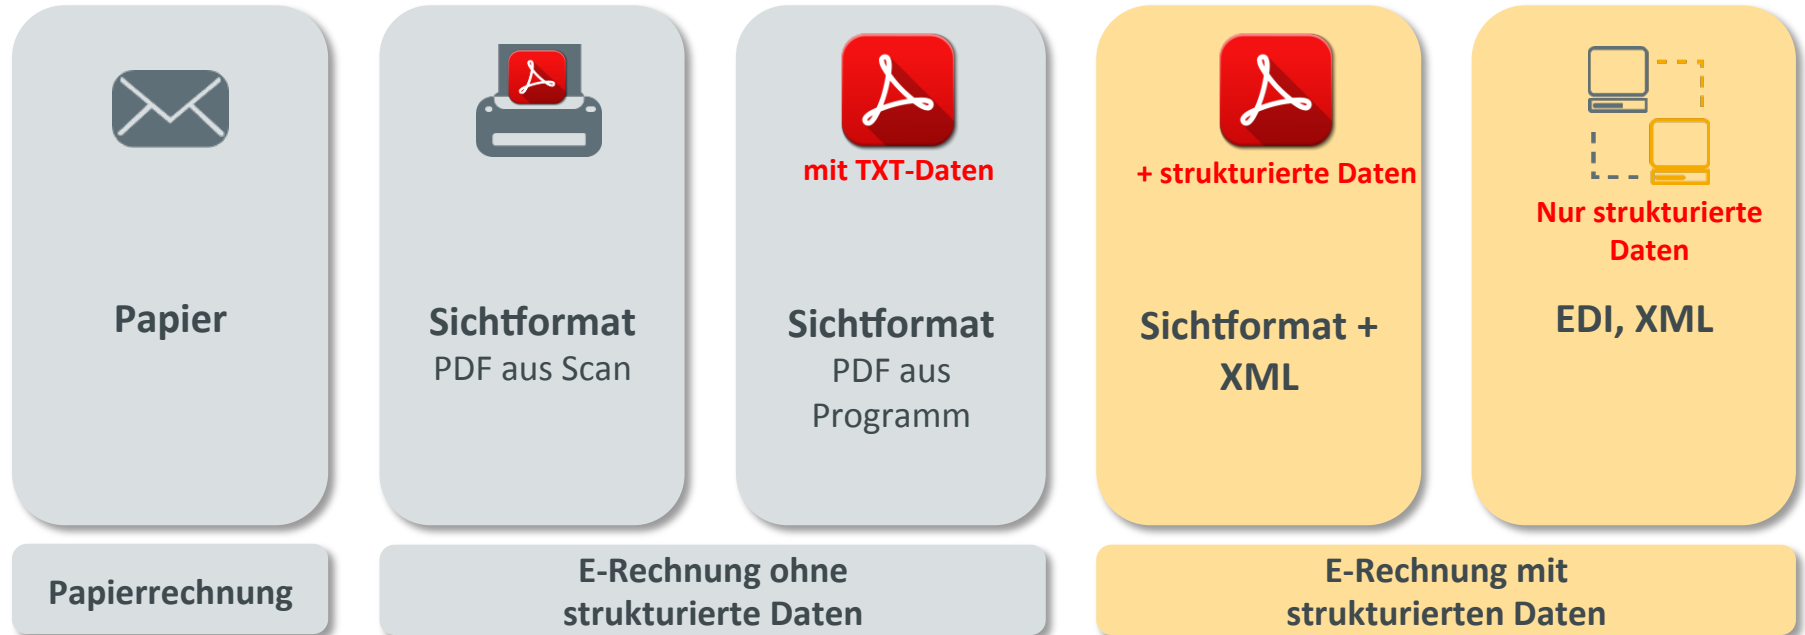 mit TXT-Daten
+ strukturierte Daten
Nur strukturierte
Daten
Papier
Sichtformat
PDF aus Scan
Sichtformat
PDF aus
Programm
Sichtformat +
XML
EDI, XML
Papierrechnung
E-Rechnung ohne
strukturierte Daten
E-Rechnung mit
strukturierten Daten